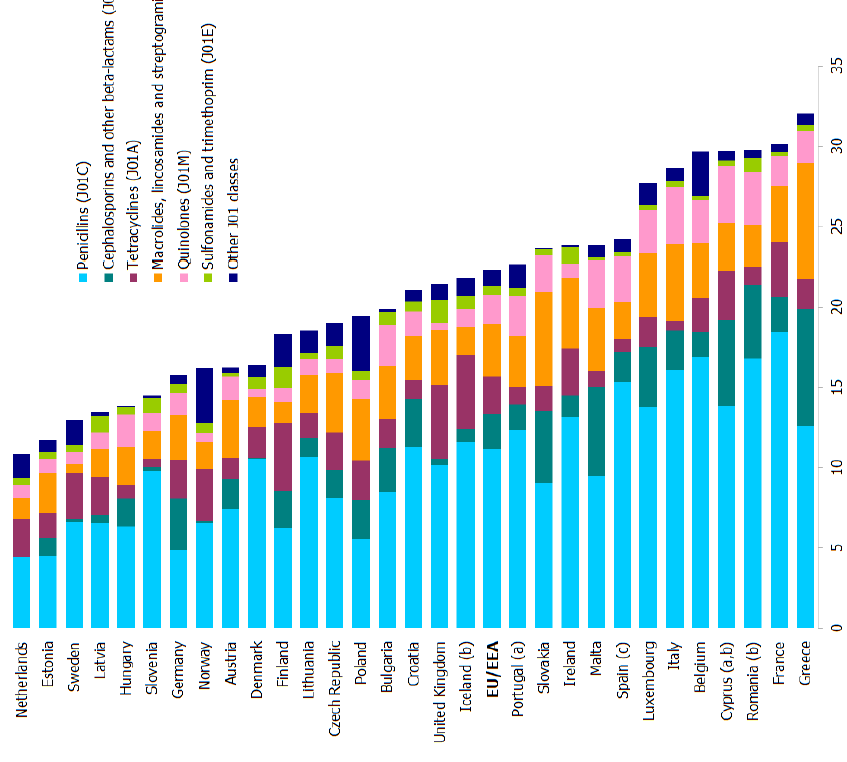 Penicillins (J01C)
Cephalosporins and other beta-lactams
Tetracyclines (J01A)
Macrolides, lincosamides and
Quinolones (J01M)
Sulfonamides and trimethoprim (J01E)
Other J01 classes
35
30
25
20
15
10
5
0
Netherlands
Estonia
Sweden
Latvia
Hungary
Slovenia
Germany
Norway
Austria
Denmark
Finland
Lithuania
Czech Republic
Poland
Bulgaria
Croatia
United Kingdom
Iceland (b)
EU/EEA
Portugal (a)
Slovakia
Ireland
Malta
Spain (c)
Luxembourg
Italy
Belgium
Cyprus (a,b)
Romania (b)
France
Greece